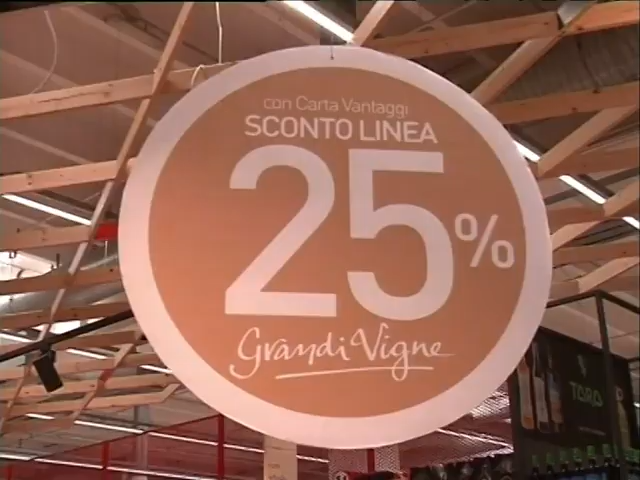 con Carta Vantaggi
SCONTO LINEA
25%
Grandi Vigne
TORO